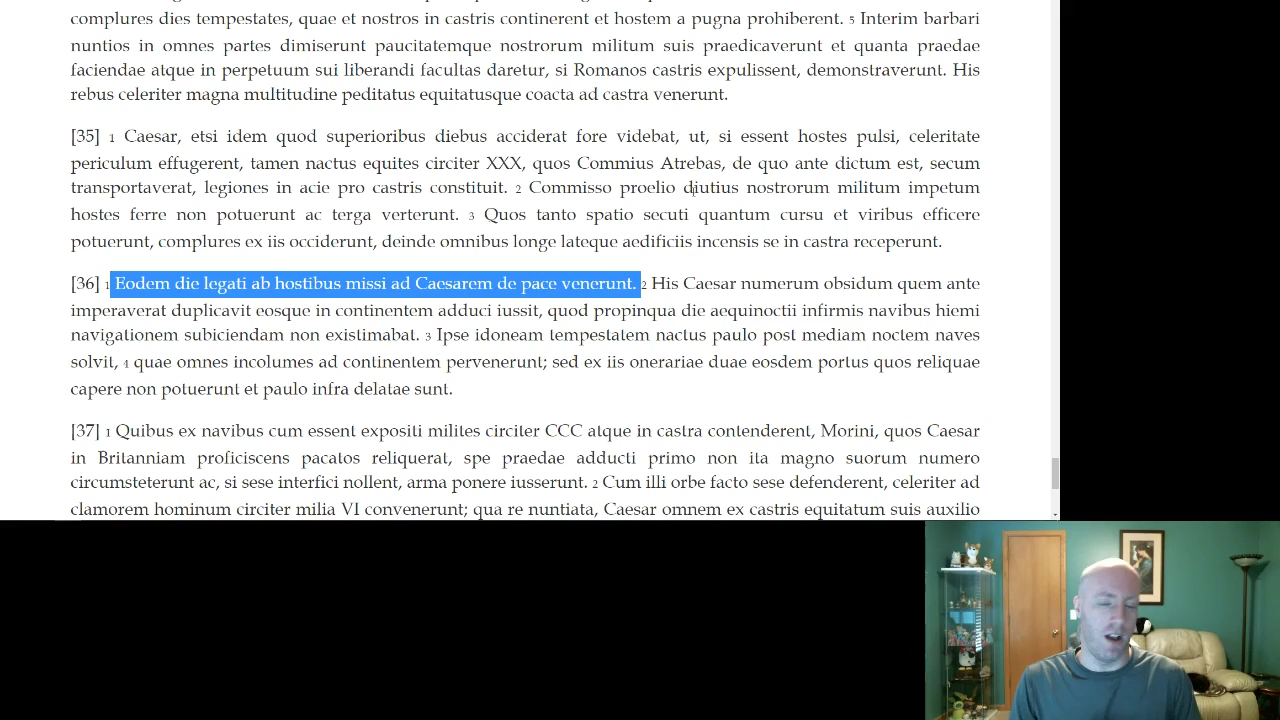 complures dies tempestates, quae et nostros in castris continerent et hostem a pugna prohiberent. 5 Interim barbari
nuntios in omnes partes dimiserunt paucitatemque nostrorum militum suis praedicaverunt et quanta praedae
faciendae atque in perpetuum sui liberandi facultas daretur, si Romanos castris expulissent, demonstraverunt. His
rebus celeriter magna multitudine peditatus equitatusque coacta ad castra venerunt.
[35] 1 Caesar, etsi idem quod superioribus diebus acciderat fore videbat, ut, si essent hostes pulsi, celeritate
periculum effugerent, tamen nactus equites circiter XXX, quos Commius Atrebas, de quo ante dictum est, secum
transportaverat, legiones in acie pro castris constituit. 2 Commisso proelio diutius nostrorum militum impetum
hostes ferre non potuerunt ac terga verterunt. 3 Quos tanto spatio secuti quantum cursu et viribus efficere
potuerunt, complures ex iis occiderunt, deinde omnibus longe lateque aedificiis incensis se in castra receperunt.
[36] 1 Eodem die legati ab hostibus missi ad Caesarem de pace venerunt. 2 His Caesar numerum obsidum quem ante
imperaverat duplicavit eosque in continentem adduci iussit, quod propinqua die aequinoctii infirmis navibus hiemi
navigationem subiciendam non existimabat. 3 Ipse idoneam tempestatem nactus paulo post mediam noctem naves
solvit, 4 quae omnes incolumes ad continentem pervenerunt; sed ex iis onerariae duae eosdem portus quos reliquae
capere non potuerunt et paulo infra delatae sunt.
[37] 1 Quibus ex navibus cum essent expositi milites circiter CCC atque in castra contenderent, Morini, quos Caesar
in Britanniam proficiscens pacatos reliquerat, spe praedae adducti primo non ita magno suorum numero
circumsteterunt ac, si sese interfici nollent, arma ponere iusserunt. 2 Cum illi orbe facto sese defenderent, celeriter ad
clamorem hominum circiter milia VI convenerunt; qua re nuntiata, Caesar omnem ex castris equitatum suis auxilio